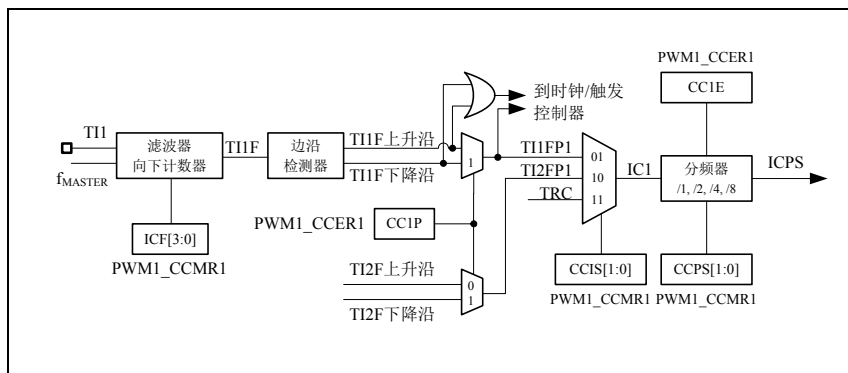 PWM1_CCER1
CC1E
到时钟/触发
控制器
TI1
fMASTER
滤波器
向下计数器
TI1F
边沿
检测器
TI1F上升沿
TI1F下降沿
1
TI1FP1
TI2FP1
TRC
01
10
11
IC1
分频器
/1, /2, /4, /8
ICPS
PWM1_CCER1
CC1P
ICF[3:0]
PWM1_CCMR1
TI2F上升沿
TI2F下降沿
0
1
CCIS[1:0]
PWM1_CCMR1
CCPS[1:0]
PWM1_CCMR1